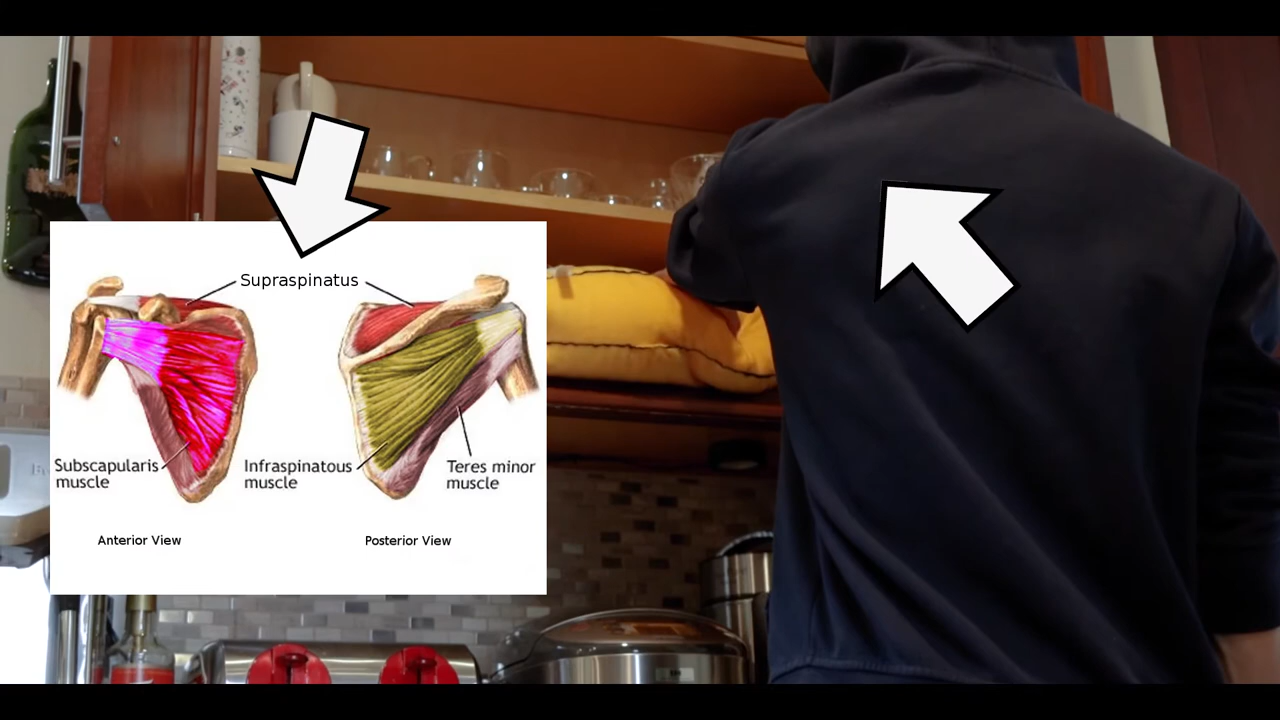 Supraspinatus
Subscapularis
muscle
Infraspinatous
muscle
Teres minor
muscle
Anterior View
Posterior View